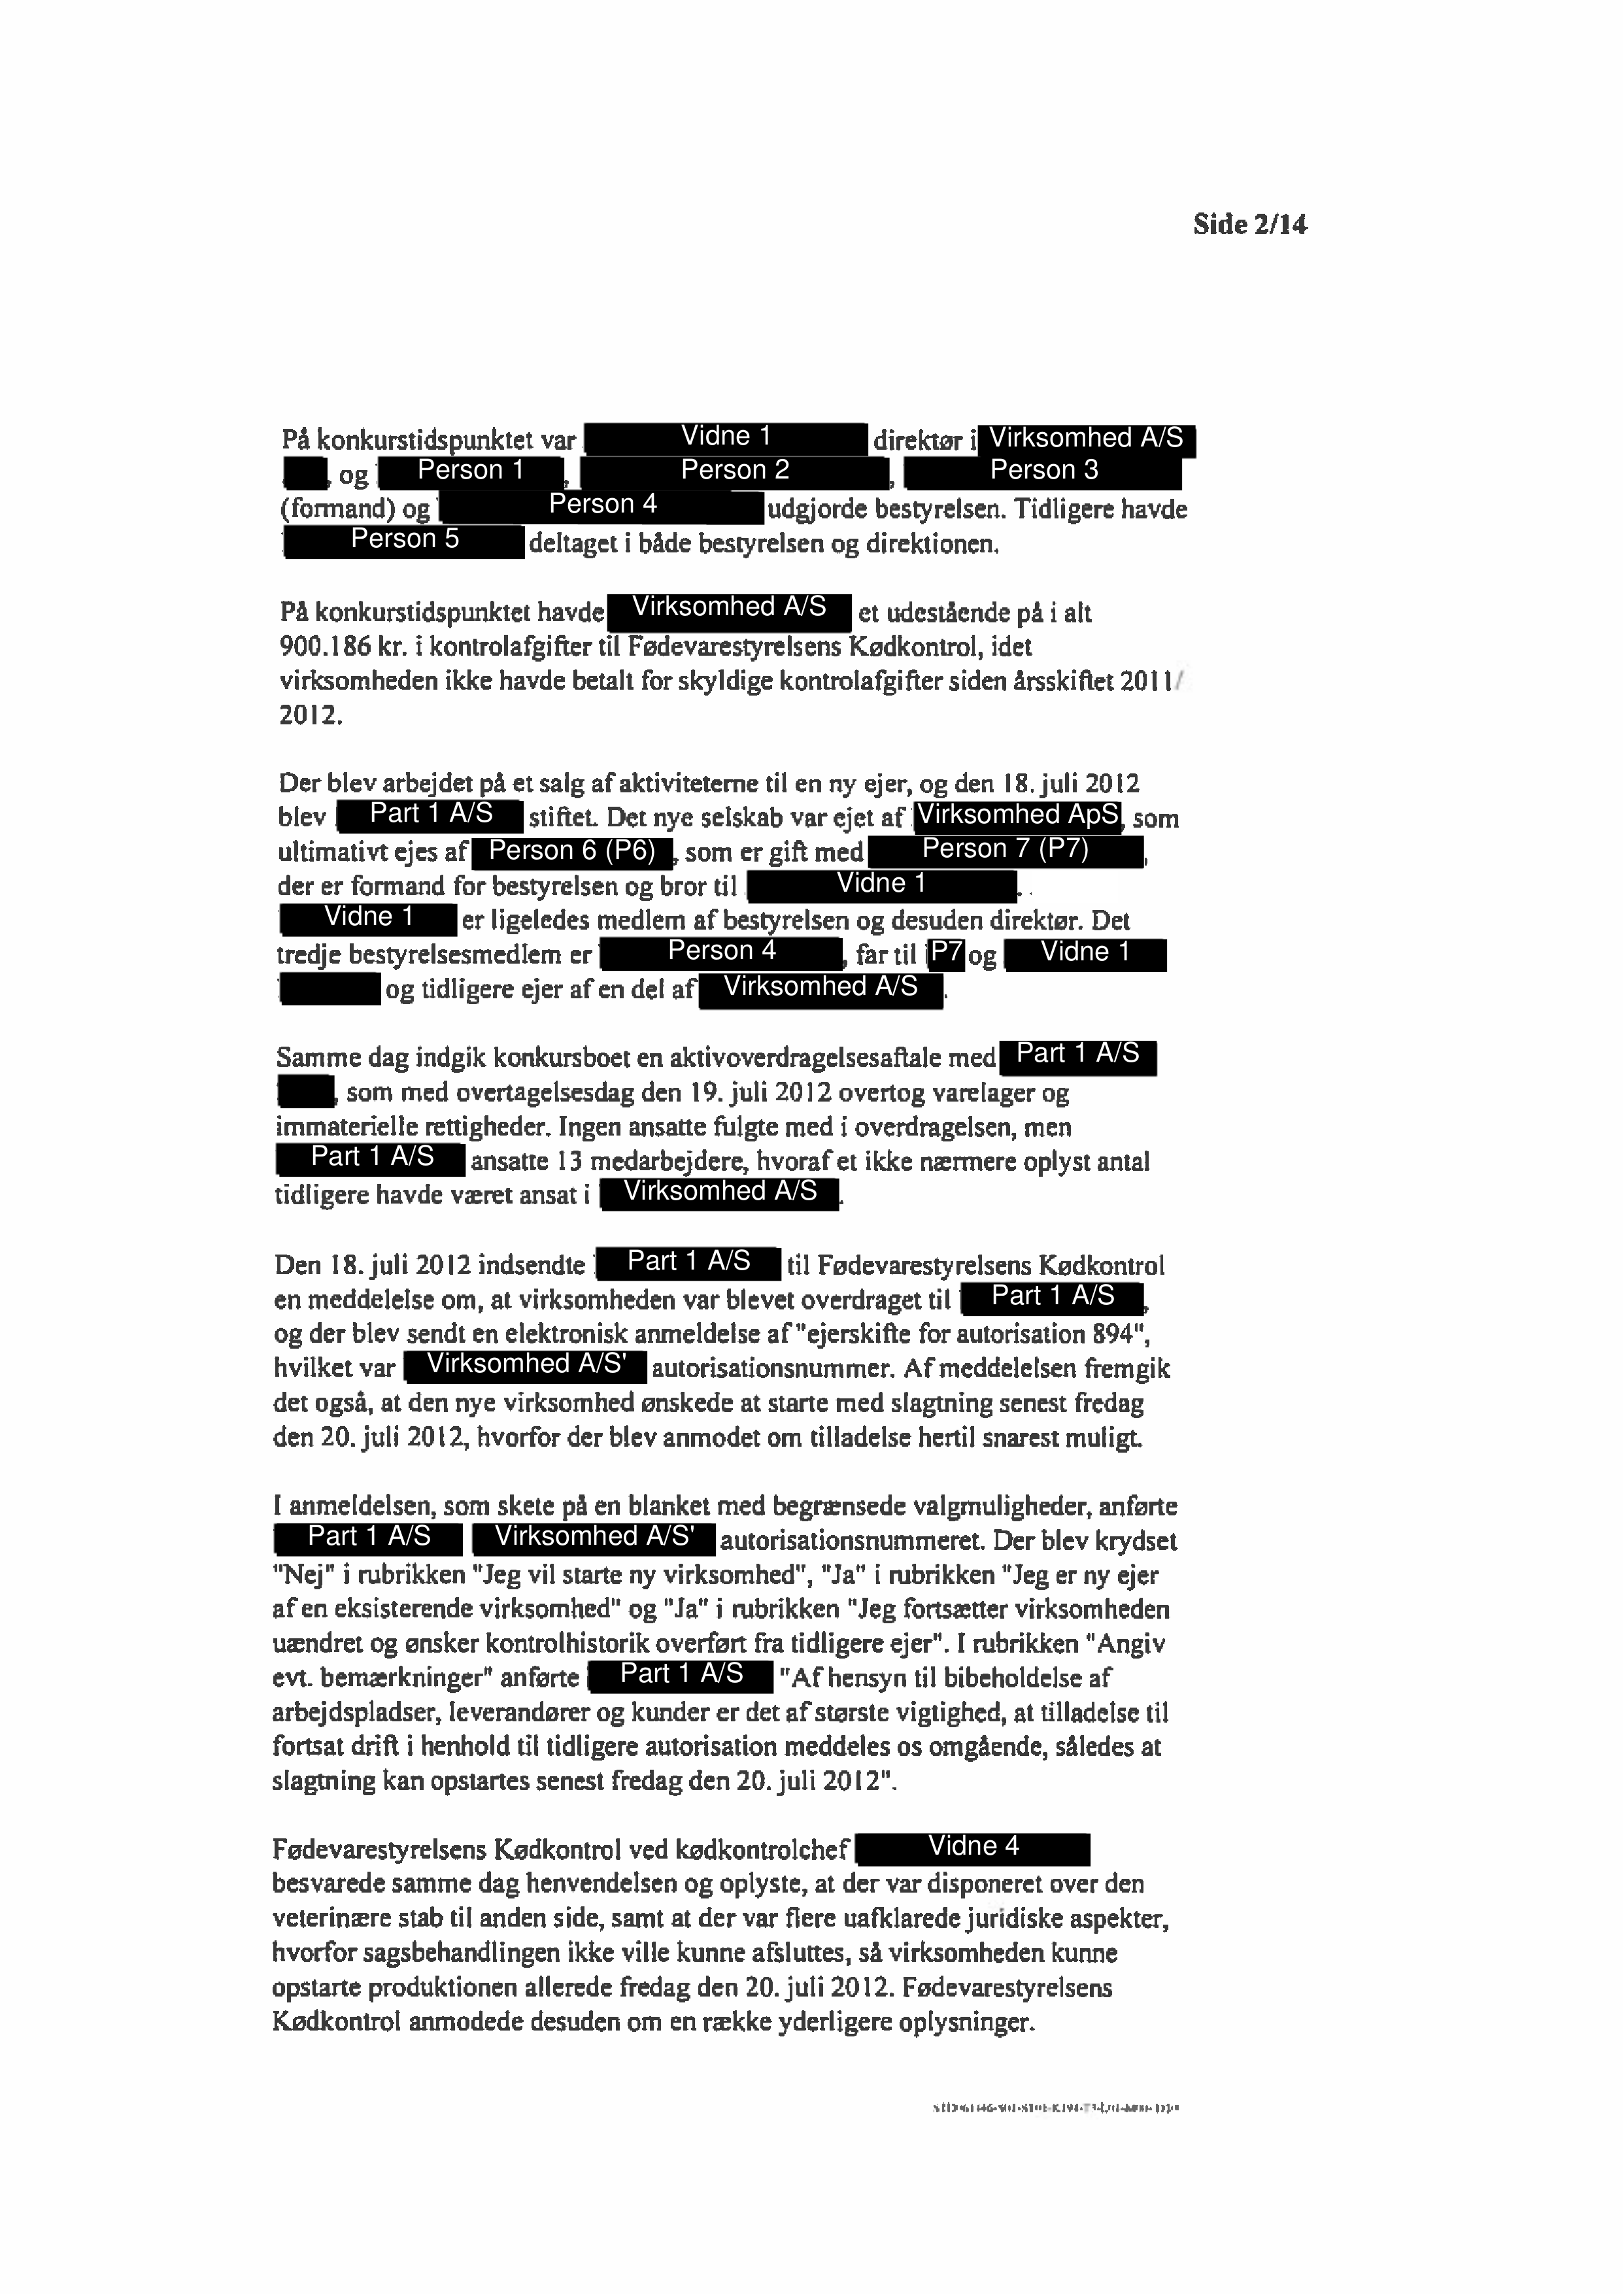 Side 2/14
På konkurstidspunktet var Vidne 1 direktør i Virksomhed A/S
, og Person 1, Person 2, Person 3
(formand) og Person 4 udgjorde bestyrelsen. Tidligere havde
Person 5 deltaget i både bestyrelsen og direktionen.
På konkurstidspunktet havde Virksomhed A/S et udestående på i alt
900.186 kr. i kontrolafgifter til Fødevarestyrelsens Kødkontrol, idet
virksomheden ikke havde betalt for skyldige kontrolafgifter siden årsskiftet 2011/
2012.
Der blev arbejdet på et salg af aktiviteterne til en ny ejer, og den 18. juli 2012
blev Part 1 A/S stiftet. Det nye selskab var ejet af Virksomhed ApS, som
ultimativt ejes af Person 6 (P6), som er gift med Person 7 (P7),
der er formand for bestyrelsen og bror til Vidne 1.
Vidne 1 er ligeledes medlem af bestyrelsen og desuden direktør. Det
tredje bestyrelsesmedlem er Person 4, far til P7 og Vidne 1
og tidligere ejer af en del af Virksomhed A/S.
Samme dag indgik konkursboet en aktivoverdragelsesaftale med Part 1 A/S
, som med overtagelsesdag den 19. juli 2012 overtog varelager og
immaterielle rettigheder. Ingen ansatte fulgte med i overdragelsen, men
Part 1 A/S ansatte 13 medarbejdere, hvoraf et ikke nærmere oplyst antal
tidligere havde været ansat i Virksomhed A/S.
Den 18. juli 2012 indsendte Part 1 A/S til Fødevarestyrelsens Kødkontrol
en meddelelse om, at virksomheden var blevet overdraget til Part 1 A/S,
og der blev sendt en elektronisk anmeldelse af "ejerskifte for autorisation 894",
hvilket var Virksomhed A/S' autorisationsnummer. Af meddelelsen fremgik
det også, at den nye virksomhed ønskede at starte med slagtning senest fredag
den 20. juli 2012, hvorfor der blev anmodet om tilladelse hertil snarest muligt.
I anmeldelsen, som skete på en blanket med begrænsede valgmuligheder, anførte
Part 1 A/S Virksomhed A/S' autorisationsnummeret. Der blev krydset
"Nej" i rubrikken "Jeg vil starte ny virksomhed", "Ja" i rubrikken "Jeg er ny ejer
af en eksisterende virksomhed" og "Ja" i rubrikken "Jeg fortsætter virksomheden
uændret og ønsker kontrolhistorik overført fra tidligere ejer". I rubrikken "Angiv
evt. bemærkninger" anførte Part 1 A/S "Af hensyn til bibeholdelse af
arbejdspladser, leverandører og kunder er det af største vigtighed, at tilladelse til
fortsat drift i henhold til tidligere autorisation meddeles os omgående, således at
slagtning kan opstartes senest fredag den 20. juli 2012".
Fødevarestyrelsens Kødkontrol ved kødkontrolchef Vidne 4
besvarede samme dag henvendelsen og oplyste, at der var disponeret over den
veterinære stab til anden side, samt at der var flere uafklarede juridiske aspekter,
hvorfor sagsbehandlingen ikke ville kunne afsluttes, så virksomheden kunne
opstarte produktionen allerede fredag den 20. juli 2012. Fødevarestyrelsens
Kødkontrol anmodede desuden om en række yderligere oplysninger.